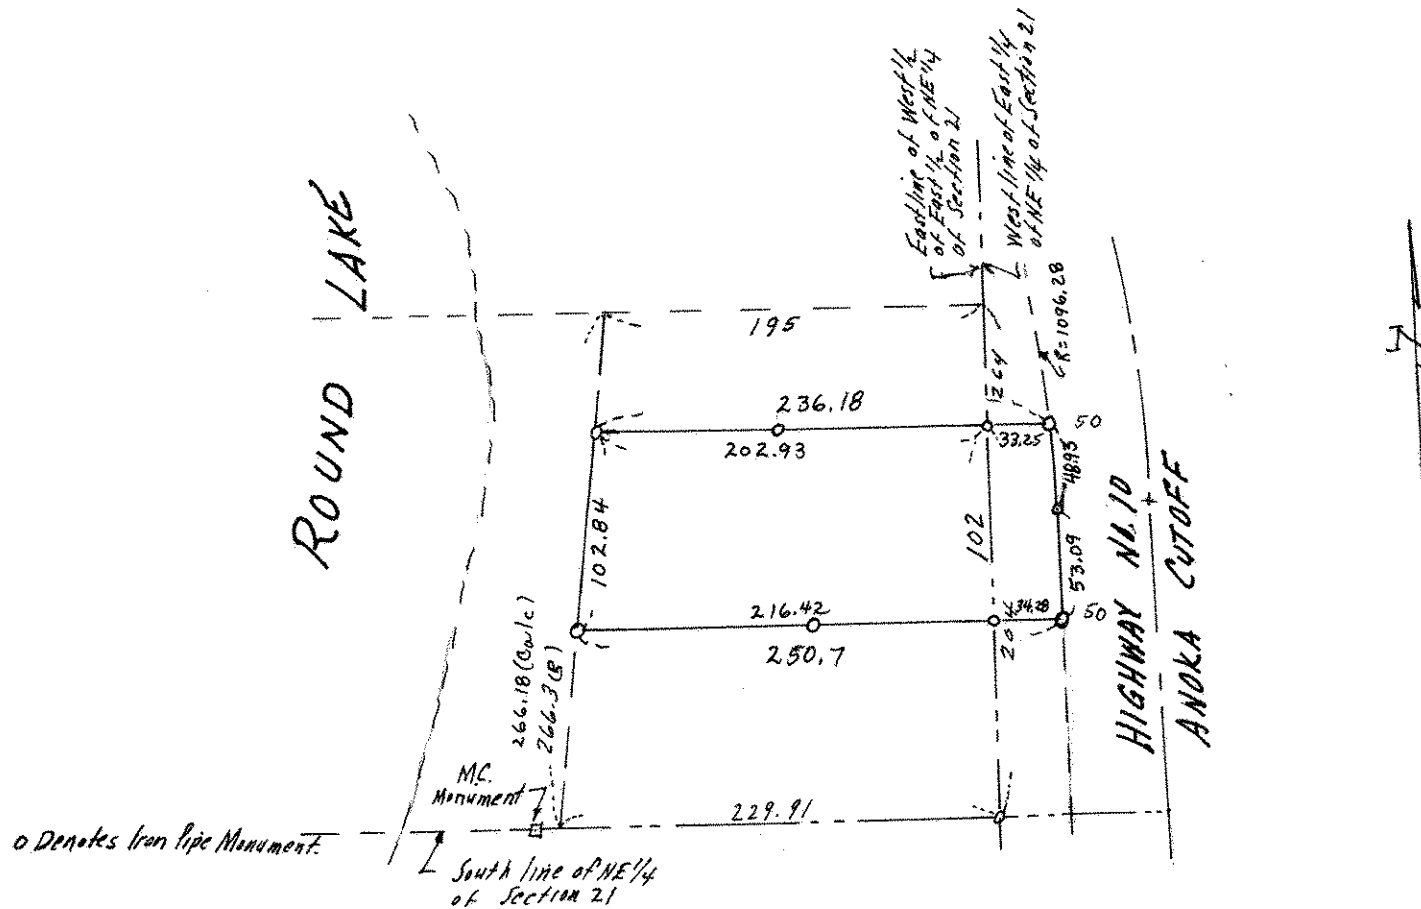 East line of West 1/2
of East 1/2 of NE 1/4
of Section 21
West line of East 1/4
of NE 1/4 of Section 21
ROUND LAKE
195
264
R=1096.28
236.18
202.93
33.25
50
48.93
102.84
102
53.09
216.42
34.28
50
250.7
204
HIGHWAY No. 10
ANOKA CUTOFF
266.18 (Calc)
266.3 (B)
M.C.
Monument
229.91
o Denotes Iron Pipe Monument.
South line of NE 1/4
of Section 21